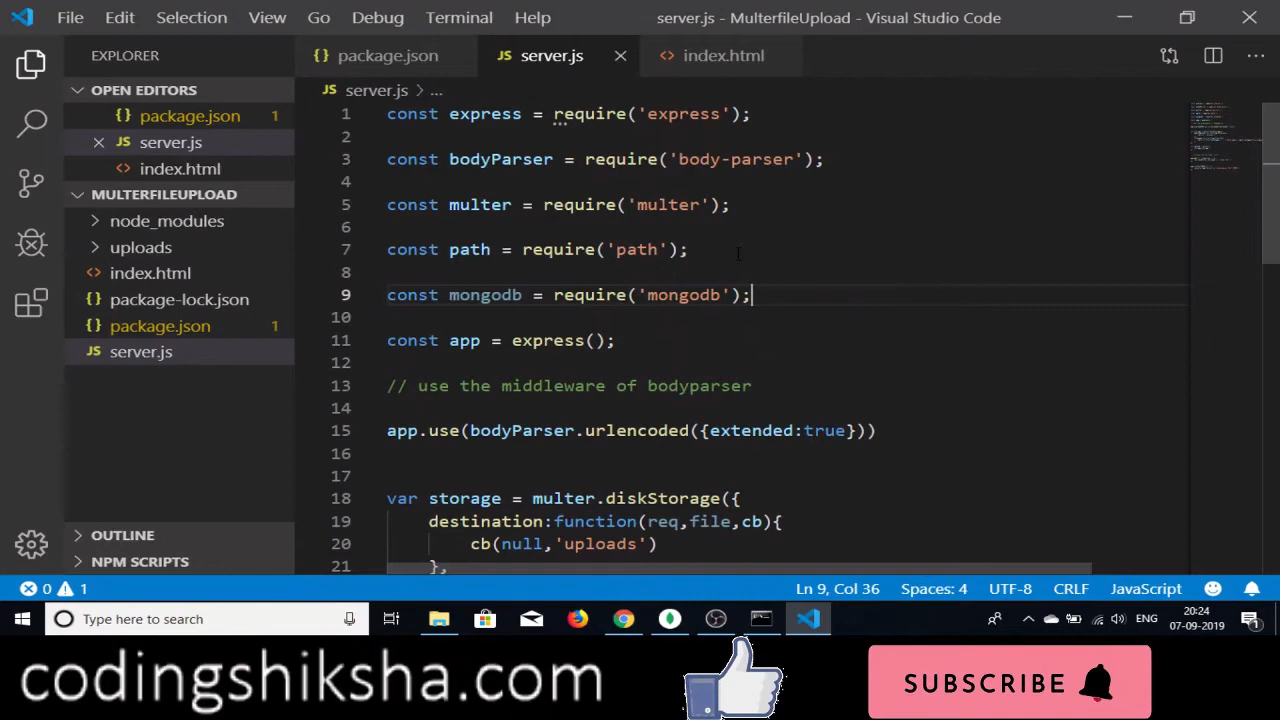 File Edit Selection View Go Debug Terminal Help server.js - MulterfileUpload - Visual Studio Code
EXPLORER
OPEN EDITORS
{} package.json 1
JS server.js
<> index.html
MULTERFILEUPLOAD
node_modules
uploads
<> index.html
{} package-lock.json
{} package.json 1
JS server.js
OUTLINE
NPM SCRIPTS
{} package.json JS server.js <> index.html
JS server.js > ...
1 const express = require('express');
2
3 const bodyParser = require('body-parser');
4
5 const multer = require('multer');
6
7 const path = require('path');
8
9 const mongodb = require('mongodb');
10
11 const app = express();
12
13 // use the middleware of bodyparser
14
15 app.use(bodyParser.urlencoded({extended:true}))
16
17
18 var storage = multer.diskStorage({
19 destination:function(req,file,cb){
20 cb(null,'uploads')
21 },
0 1 Ln 9, Col 36 Spaces: 4 UTF-8 CRLF JavaScript
Type here to search ENG 20:24 07-09-2019 1
codingshiksha.com SUBSCRIBE